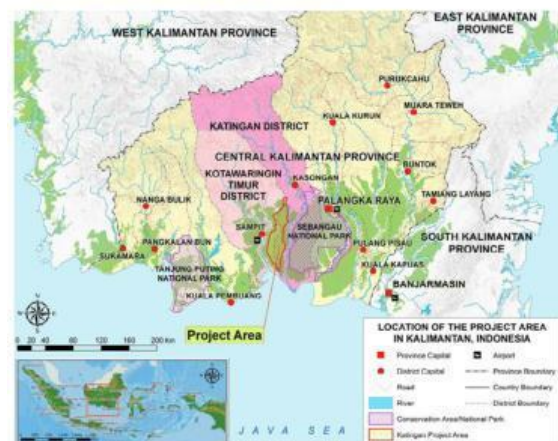 WEST KALIMANTAN PROVINCE
EAST KALIMANTAN
PROVINCE
PURUKCAHU
MUARA TEWEH
KUALA KURUN
KATINGAN DISTRICT
CENTRAL KALIMANTAN PROVINCE
KOTAWARINGIN
TIMUR
DISTRICT
KASONGAN
BUNTOK
NANGA BULIK
PALANGKA RAYA
TAMIANG LAYANG
SAMPIT
SEBANGAU
NATIONAL PARK
SOUTH KALIMANTAN
PROVINCE
SUKAMARA
PANGKALAN BUN
PULANG PISAU
TANJUNG PUTING
NATIONAL PARK
KUALA KAPUAS
KUALA PEMBUANG
BANJARMASIN
Project Area
0 40 80 120 160 200 km
LOCATION OF THE PROJECT AREA
IN KALIMANTAN, INDONESIA
Province Capital
Airport
District Capital
Province Boundary
Road
Country Boundary
River
District Boundary
Conservation Area/National Park
Katingan Project Area
JAVA SEA